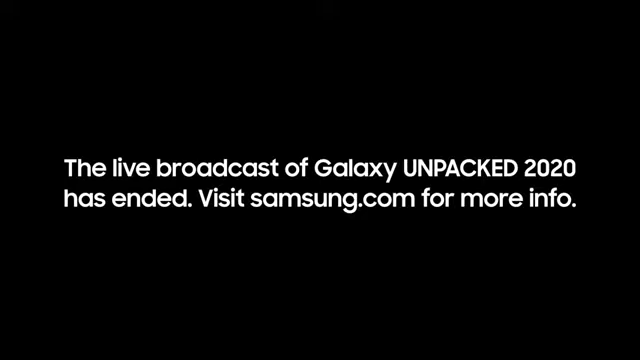 The live broadcast of Galaxy UNPACKED 2020
has ended. Visit samsung.com for more info.